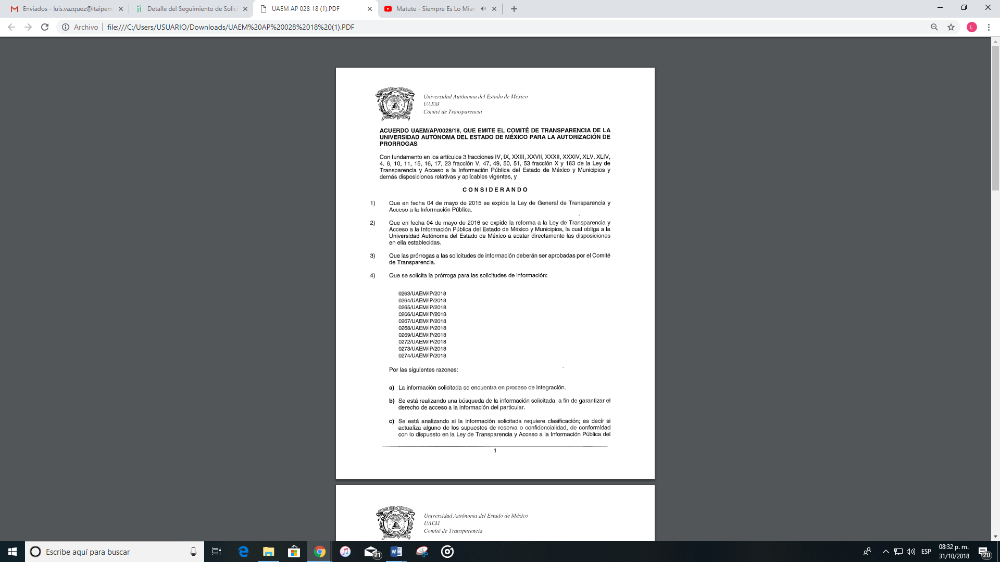 Enviados - luis.vazquez@itaipem
Detalle del Seguimiento de Solici
UAEM AP 028 18 (1).PDF
Matute - Siempre Es Lo Mism
Archivo
file:///C:/Users/USUARIO/Downloads/UAEM%20AP%20028%2018%20(1).PDF
L
Universidad Autónoma del Estado de México
UAEM
Comité de Transparencia
ACUERDO UAEM/AP/0028/18, QUE EMITE EL COMITÉ DE TRANSPARENCIA DE LA
UNIVERSIDAD AUTÓNOMA DEL ESTADO DE MÉXICO PARA LA AUTORIZACIÓN DE
PRORROGAS
Con fundamento en los artículos 3 fracciones IV, IX, XXIII, XXVII, XXXII, XXXIV, XLV, XLIV,
4. 6, 10, 11, 15, 16, 17, 23 fracción V, 47, 49, 50, 51, 53 fracción X y 163 de la Ley de
Transparencia y Acceso a la Información Pública del Estado de México y Municipios y
demás disposiciones relativas y aplicables vigentes, y
C O N S I D E R A N D O
1) Que en fecha 04 de mayo de 2015 se expide la Ley de General de Transparencia y
Acceso a la Información Pública.
2) Que en fecha 04 de mayo de 2016 se expide la reforma a la Ley de Transparencia y
Acceso a la Información Pública del Estado de México y Municipios, la cual obliga a la
Universidad Autónoma del Estado de México a acatar directamente las disposiciones
en ella establecidas.
3) Que las prórrogas a las solicitudes de información deberán ser aprobadas por el Comité
de Transparencia.
4) Que se solicita la prórroga para las solicitudes de información:
0263/UAEM/IP/2018
0264/UAEM/IP/2018
0265/UAEM/IP/2018
0266/UAEM/IP/2018
0267/UAEM/IP/2018
0268/UAEM/IP/2018
0269/UAEM/IP/2018
0272/UAEM/IP/2018
0273/UAEM/IP/2018
0274/UAEM/IP/2018
Por las siguientes razones:
a) La información solicitada se encuentra en proceso de integración.
b) Se está realizando una búsqueda de la información solicitada, a fin de garantizar el
derecho de acceso a la información del particular.
c) Se está analizando si la información solicitada requiere clasificación; es decir si
actualiza alguno de los supuestos de reserva o confidencialidad, de conformidad
con lo dispuesto en la Ley de Transparencia y Acceso a la Información Pública del
1
Universidad Autónoma del Estado de México
UAEM
Comité de Transparencia
Escribe aquí para buscar
21
ESP
08:32 p. m.
31/10/2018
20